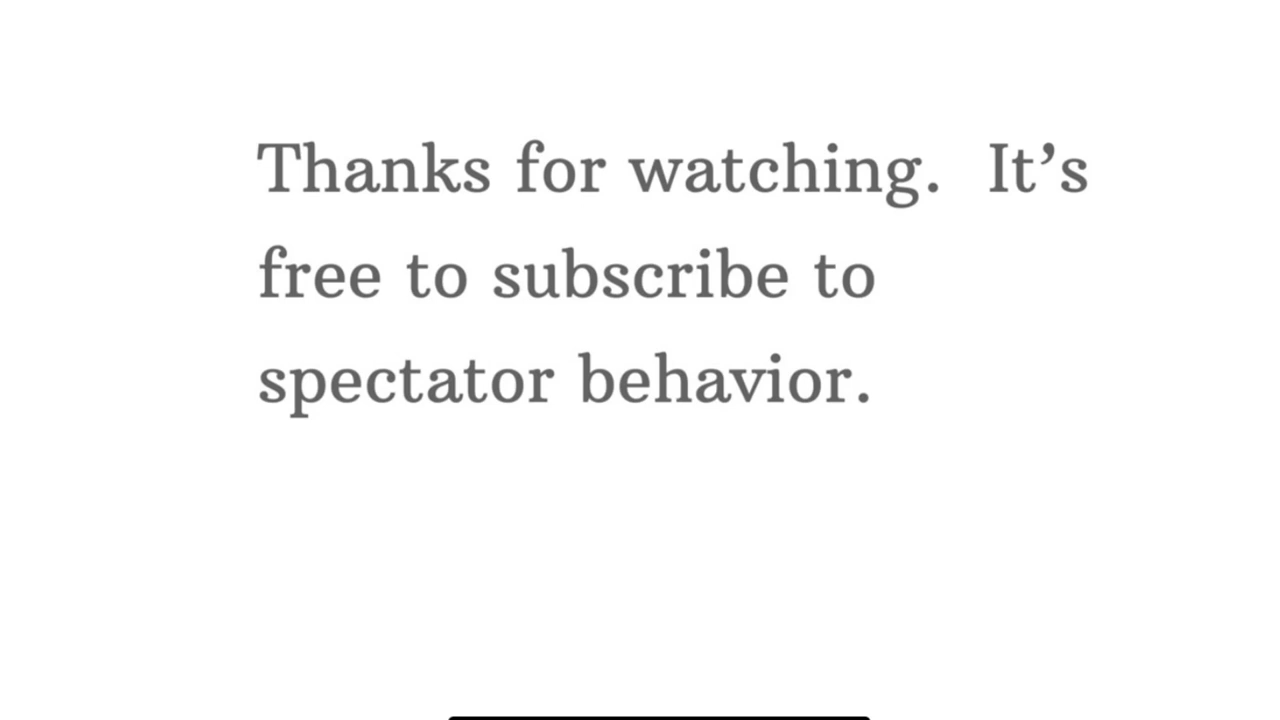 Thanks for watching.  It’s
free to subscribe to
spectator behavior.